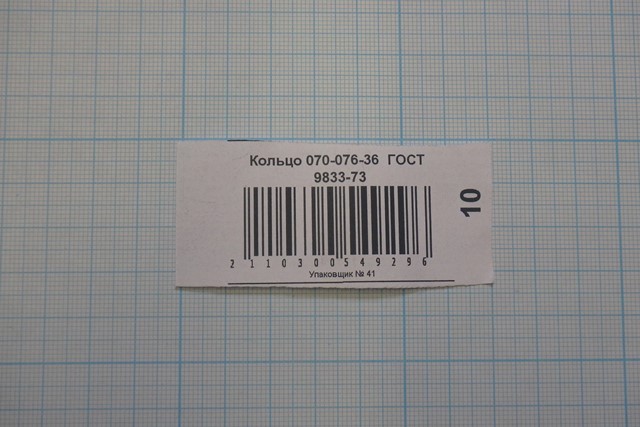 Кольцо 070-076-36 ГОСТ
9833-73
10
2110300549296
Упаковщик № 41